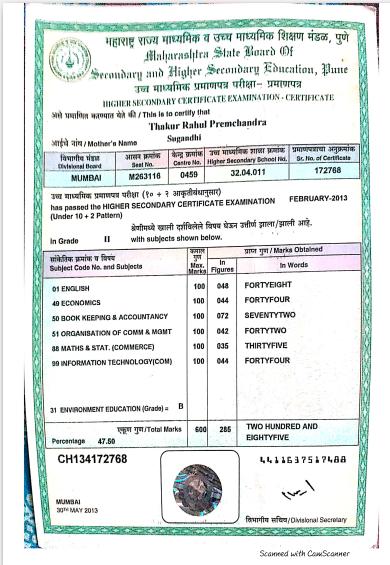 महाराष्ट्र राज्य माध्यमिक व उच्च माध्यमिक शिक्षण मंडळ, पुणे
Maharashtra State Board Of
Secondary and Higher Secondary Education, Pune
उच्च माध्यमिक प्रमाणपत्र परीक्षा- प्रमाणपत्र
HIGHER SECONDARY CERTIFICATE EXAMINATION - CERTIFICATE
असे प्रमाणित करण्यात येते की / This is to certify that
Thakur Rahul Premchandra
Sugandhi
आईचे नांव / Mother's Name
विभागीय मंडळ आसन क्रमांक केंद्र क्रमांक उच्च माध्यमिक शाळा क्रमांक प्रमाणपत्राचा अनुक्रमांक
Divisional Board Seat No. Centre No. Higher Secondary School No. Sr. No. of Certificate
MUMBAI M263116 0459 32.04.011 172768
उच्च माध्यमिक प्रमाणपत्र परीक्षा (१० + २ आकृतीबंधानुसार)
has passed the HIGHER SECONDARY CERTIFICATE EXAMINATION FEBRUARY-2013
(Under 10 + 2 Pattern)
श्रेणीमध्ये खाली दर्शविलेले विषय घेऊन उत्तीर्ण झाला/झाली आहे.
In Grade II with subjects shown below.
सांकेतिक क्रमांक व विषय कमाल गुण प्राप्त गुण / Marks Obtained
Subject Code No. and Subjects Max. Marks In Figures In Words
01 ENGLISH 100 048 FORTYEIGHT
49 ECONOMICS 100 044 FORTYFOUR
50 BOOK KEEPING & ACCOUNTANCY 100 072 SEVENTYTWO
51 ORGANISATION OF COMM & MGMT 100 042 FORTYTWO
88 MATHS & STAT. (COMMERCE) 100 035 THIRTYFIVE
99 INFORMATION TECHNOLOGY(COM) 100 044 FORTYFOUR
31 ENVIRONMENT EDUCATION (Grade) = B
एकूण गुण/Total Marks 600 285 TWO HUNDRED AND
Percentage 47.50 EIGHTYFIVE
CH134172768
MUMBAI
30TH MAY 2013 विभागीय सचिव/Divisional Secretary
Scanned with CamScanner